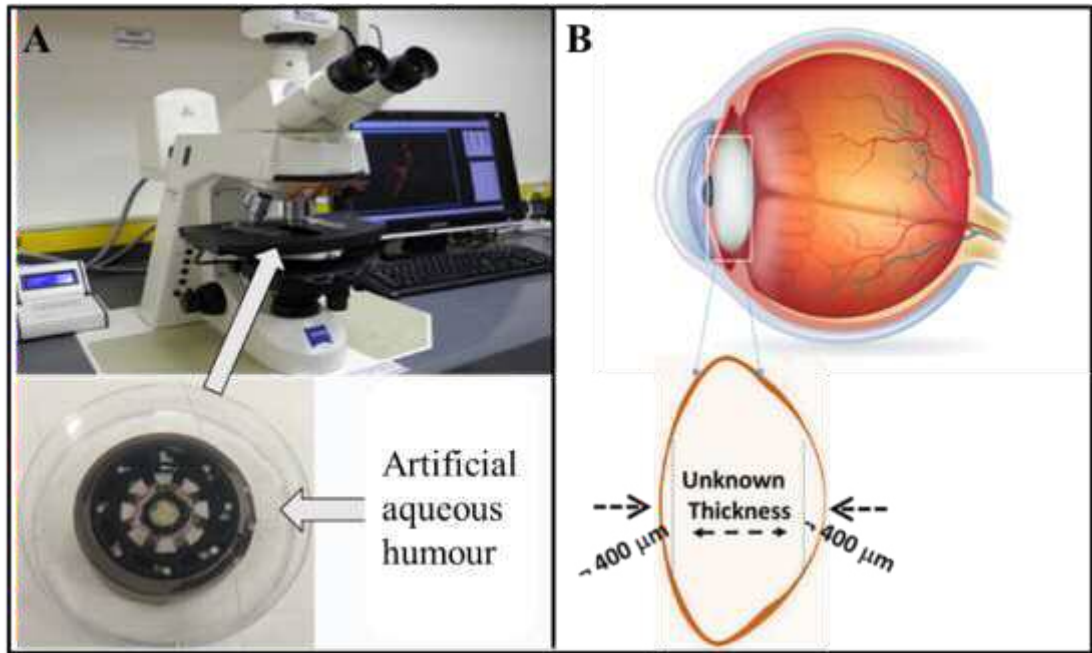 A
B
Artificial
aqueous
humour
Unknown
Thickness
~ 400 μm
~ 400 μm